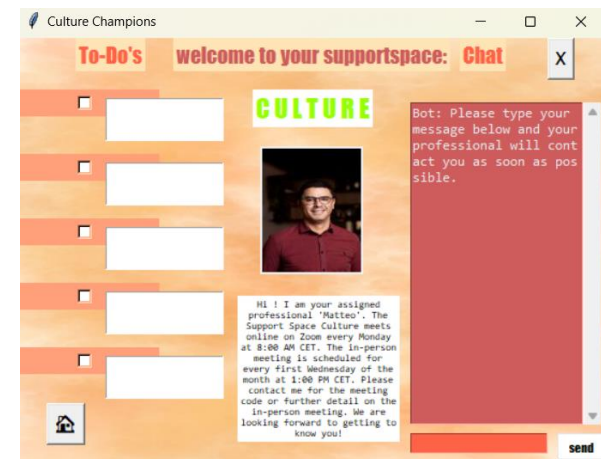 Culture Champions
To-Do's
welcome to your supportspace:
Chat
X
CULTURE
Bot: Please type your
message below and your
professional will cont
act you as soon as pos
sible.
Hi ! I am your assigned
professional 'Matteo'. The
Support Space Culture meets
online on Zoom every Monday
at 8:00 AM CET. The in-person
meeting is scheduled for
every first Wednesday of the
month at 1:00 PM CET. Please
contact me for the meeting
code or further detail on the
in-person meeting. We are
looking forward to getting to
know you!
send